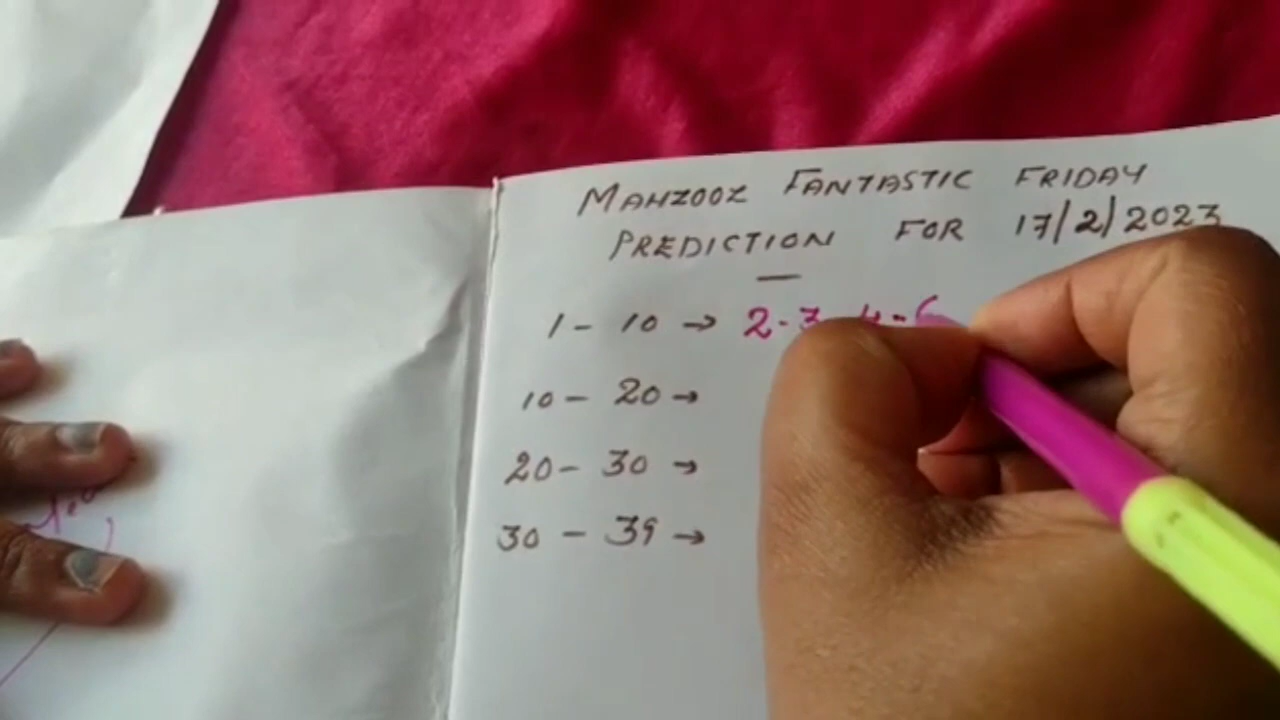 MAHZOOZ FANTASTIC FRIDAY
PREDICTION FOR 17/2/2023
1 - 10 → 2-3-4-6
10 - 20 →
20 - 30 →
30 - 39 →